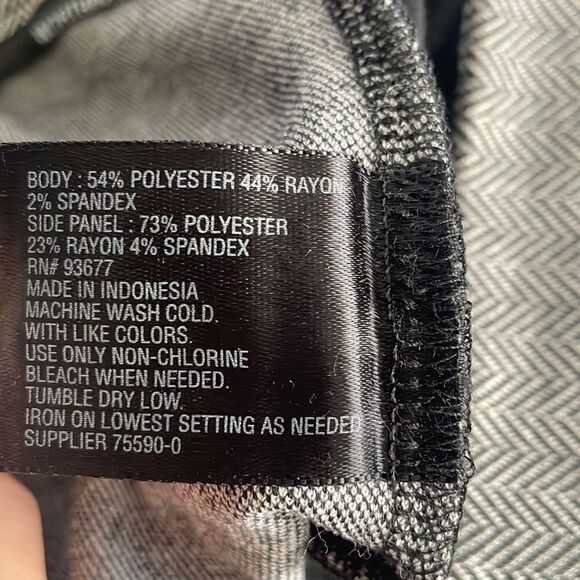 BODY : 54% POLYESTER 44% RAYON
2% SPANDEX
SIDE PANEL : 73% POLYESTER
23% RAYON 4% SPANDEX
RN# 93677
MADE IN INDONESIA
MACHINE WASH COLD.
WITH LIKE COLORS.
USE ONLY NON-CHLORINE
BLEACH WHEN NEEDED.
TUMBLE DRY LOW.
IRON ON LOWEST SETTING AS NEEDED
SUPPLIER 75590-0